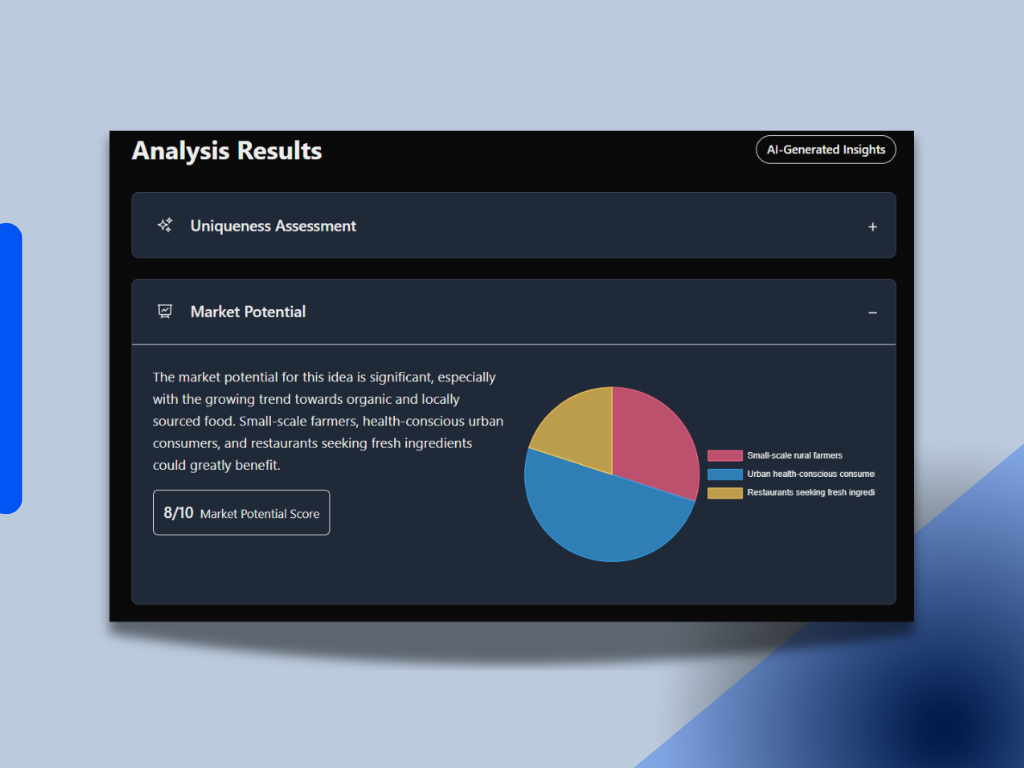 Analysis Results
AI-Generated Insights
Uniqueness Assessment
+
Market Potential
−
The market potential for this idea is significant, especially
with the growing trend towards organic and locally
sourced food. Small-scale farmers, health-conscious urban
consumers, and restaurants seeking fresh ingredients
could greatly benefit.
8/10 Market Potential Score
Small-scale rural farmers
Urban health-conscious consume
Restaurants seeking fresh ingredi